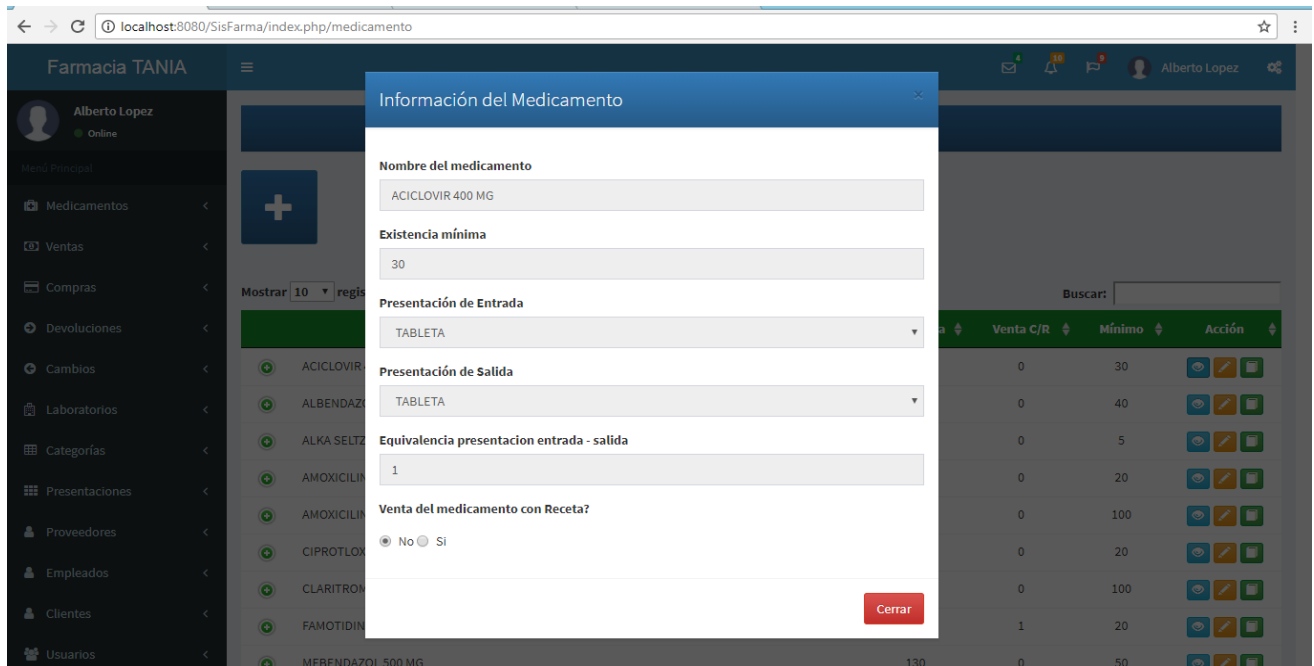 localhost:8080/SisFarma/index.php/medicamento
Farmacia TANIA
4
10
9
Alberto Lopez
Alberto Lopez
Online
Menú Principal
Medicamentos
Ventas
Compras
Devoluciones
Cambios
Laboratorios
Categorías
Presentaciones
Proveedores
Empleados
Clientes
Usuarios
Información del Medicamento
×
Nombre del medicamento
ACICLOVIR 400 MG
Existencia mínima
30
Presentación de Entrada
TABLETA
Presentación de Salida
TABLETA
Equivalencia presentacion entrada - salida
1
Venta del medicamento con Receta?
No Si
Cerrar
Mostrar 10 regis
Buscar:
a Venta C/R Mínimo Acción
ACICLOVIR 0 30
ALBENDAZO 0 40
ALKA SELTZ 0 5
AMOXICILIN 0 20
AMOXICILIN 0 100
CIPROTLOX 0 20
CLARITROM 0 100
FAMOTIDIN 1 20
MEBENDAZOL 500 MG 130 0 50